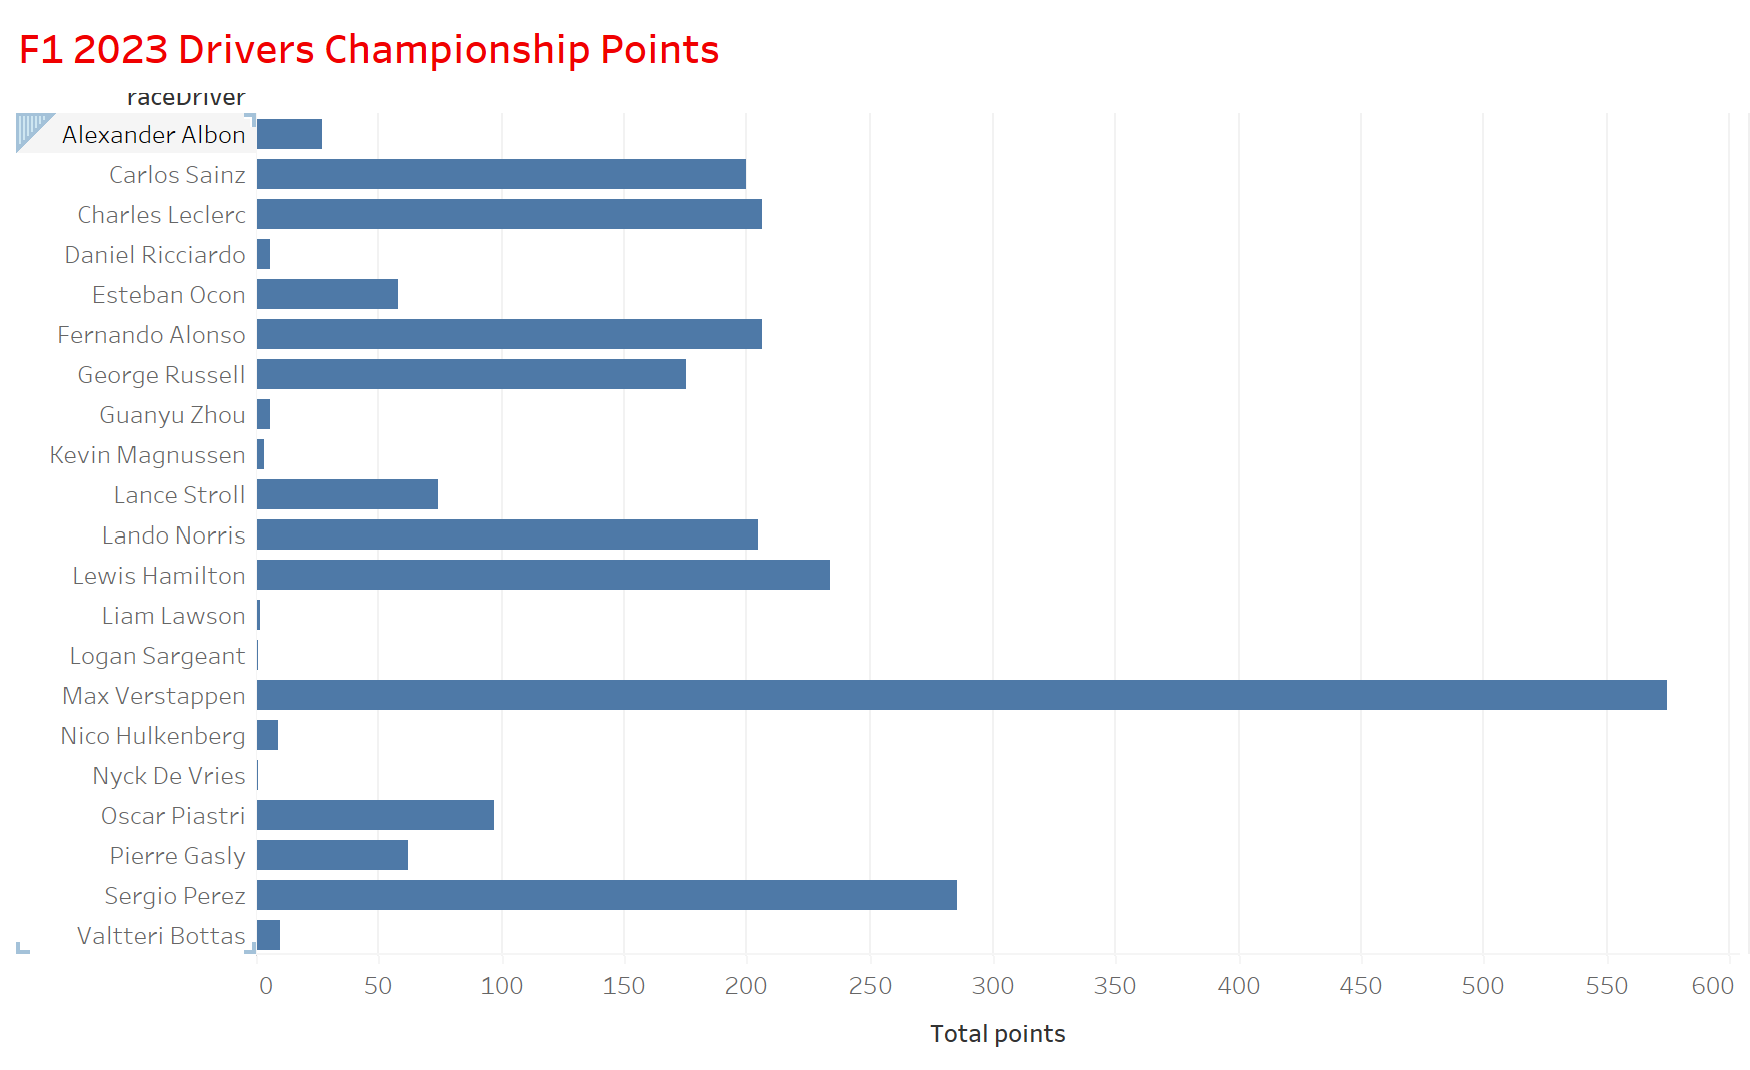 F1 2023 Drivers Championship Points
raceDriver
Alexander Albon
Carlos Sainz
Charles Leclerc
Daniel Ricciardo
Esteban Ocon
Fernando Alonso
George Russell
Guanyu Zhou
Kevin Magnussen
Lance Stroll
Lando Norris
Lewis Hamilton
Liam Lawson
Logan Sargeant
Max Verstappen
Nico Hulkenberg
Nyck De Vries
Oscar Piastri
Pierre Gasly
Sergio Perez
Valtteri Bottas
0 50 100 150 200 250 300 350 400 450 500 550 600
Total points